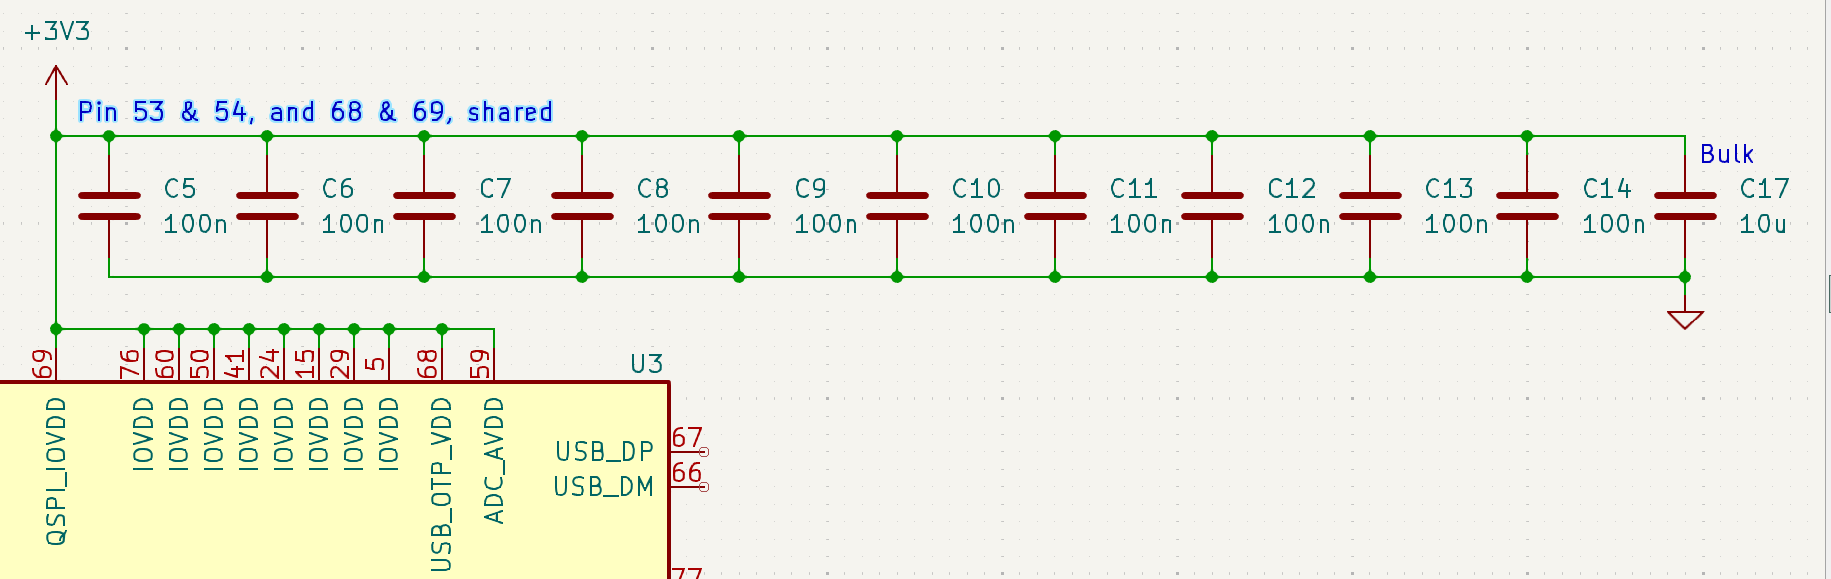 +3V3
Pin 53 & 54, and 68 & 69, shared
Bulk
C5 C6 C7 C8 C9 C10 C11 C12 C13 C14 C17
100n 100n 100n 100n 100n 100n 100n 100n 100n 100n 10u
69 76 60 50 41 24 15 29 5 68 59
U3
QSPI_IOVDD IOVDD IOVDD IOVDD IOVDD IOVDD IOVDD IOVDD IOVDD USB_OTP_VDD ADC_AVDD
USB_DP 67
USB_DM 66
77